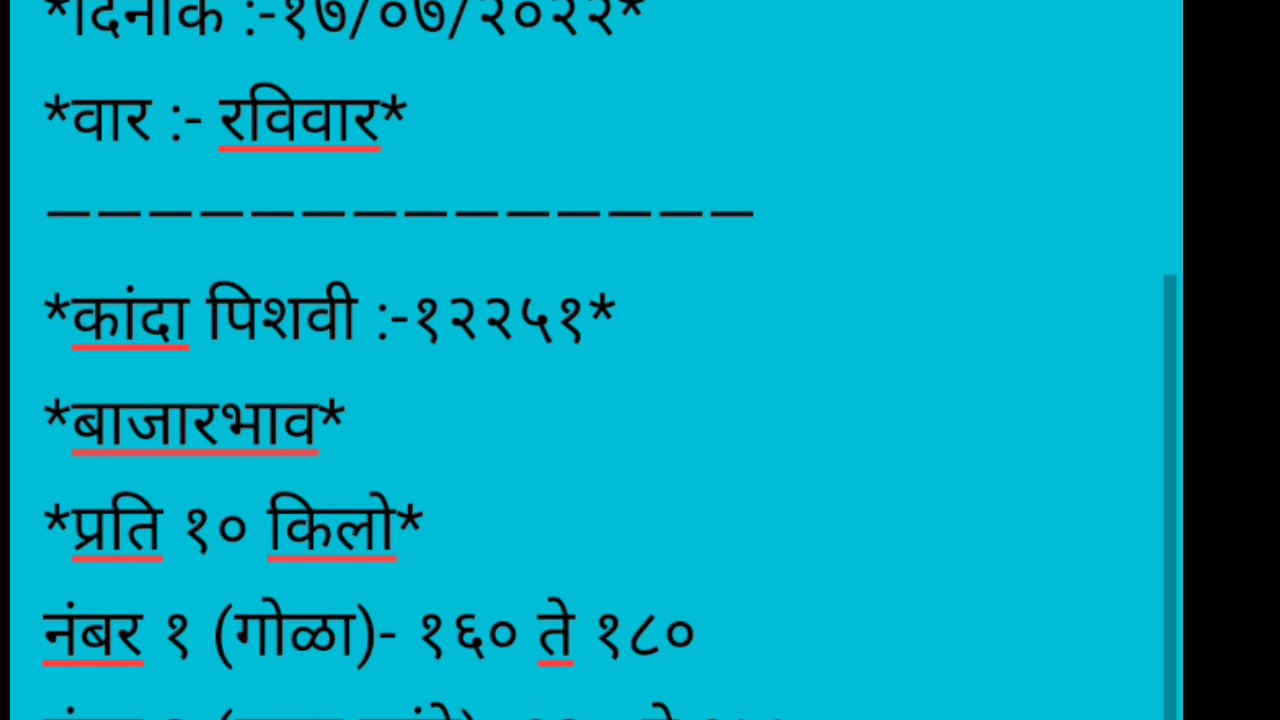 *दिनांक :-१७/०७/२०२२*
*वार :- रविवार*
_ _ _ _ _ _ _ _ _ _ _ _ _ _
*कांदा पिशवी :-१२२५१*
*बाजारभाव*
*प्रति १० किलो*
नंबर १ (गोळा)- १६० ते १८०